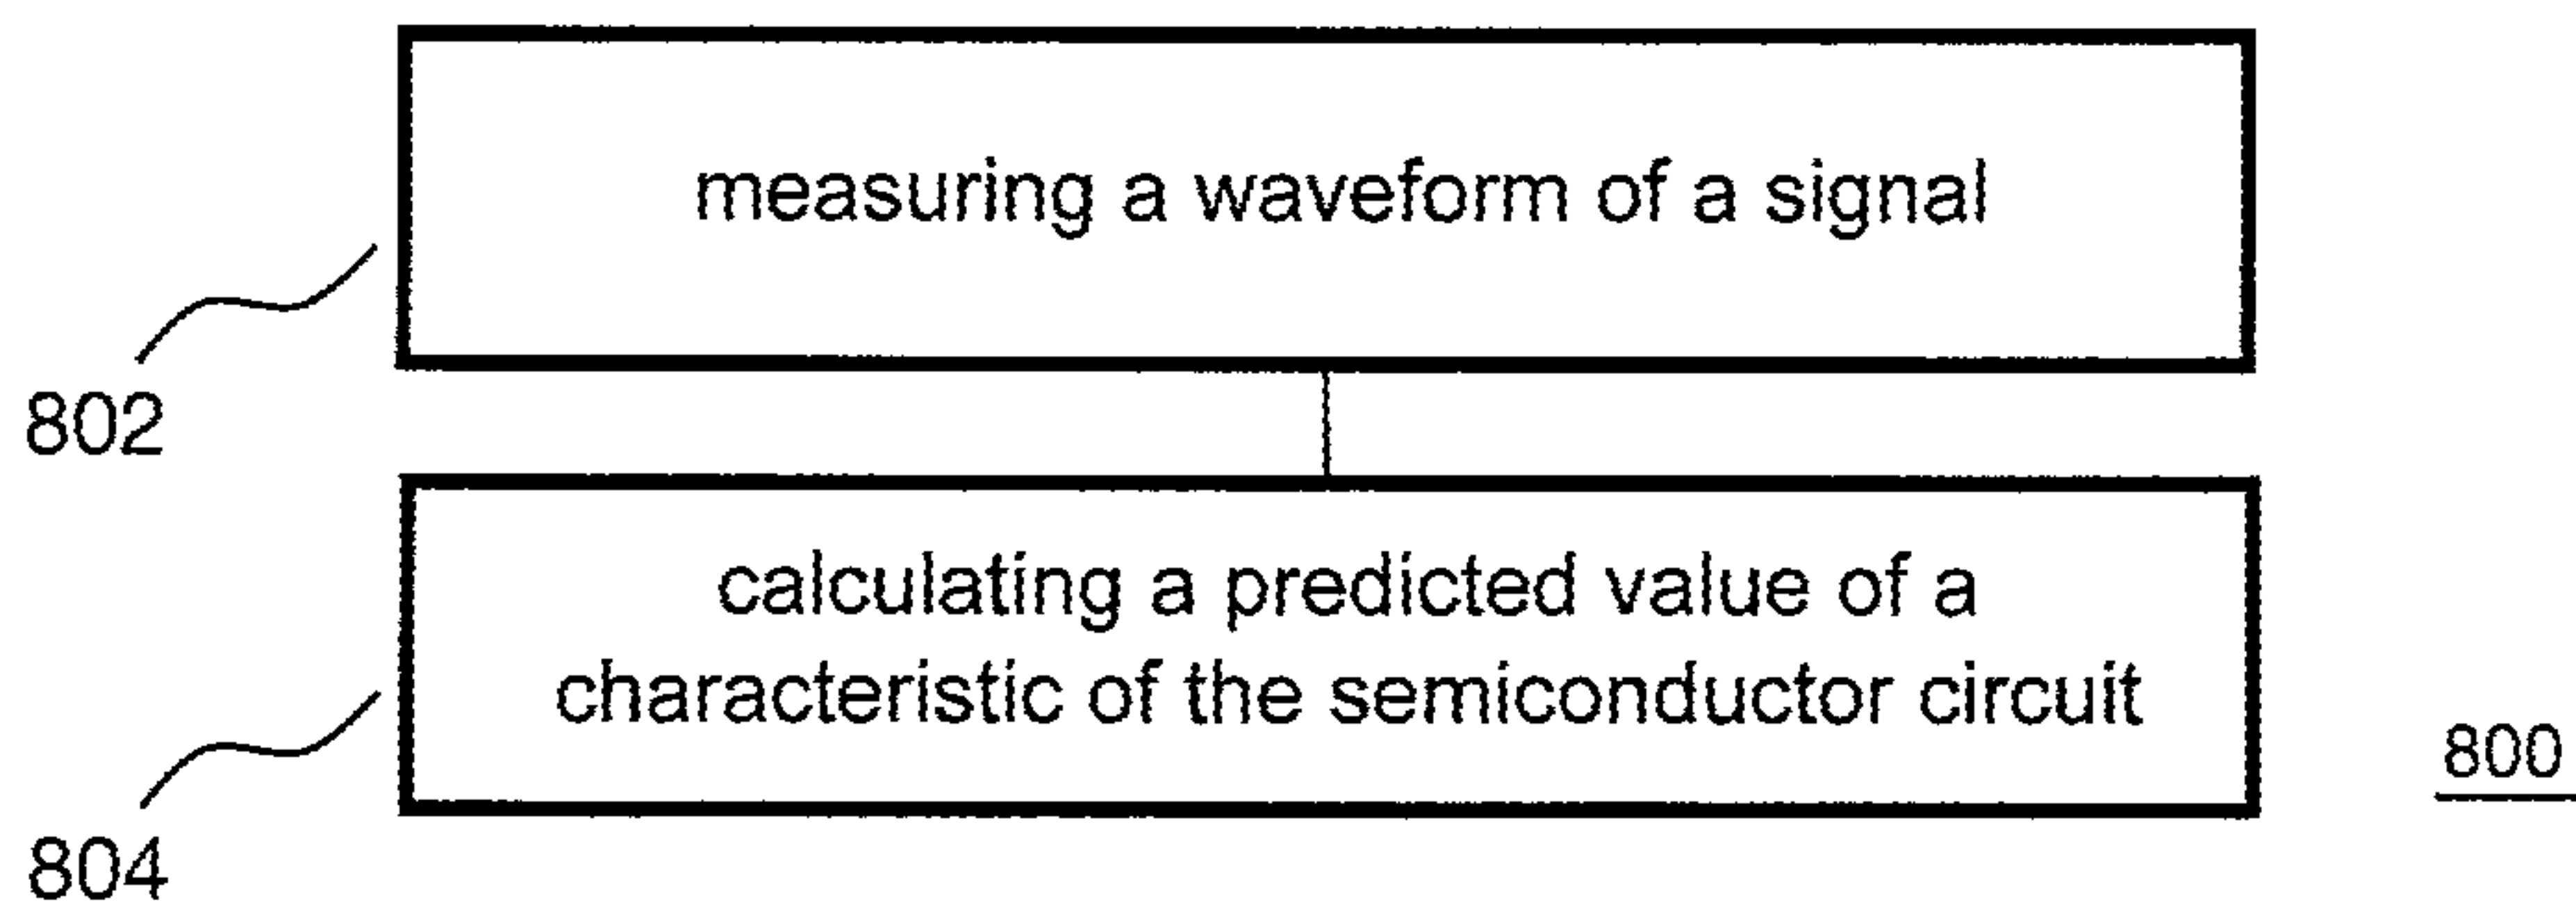 measuring a waveform of a signal
802
calculating a predicted value of a
characteristic of the semiconductor circuit
800
804